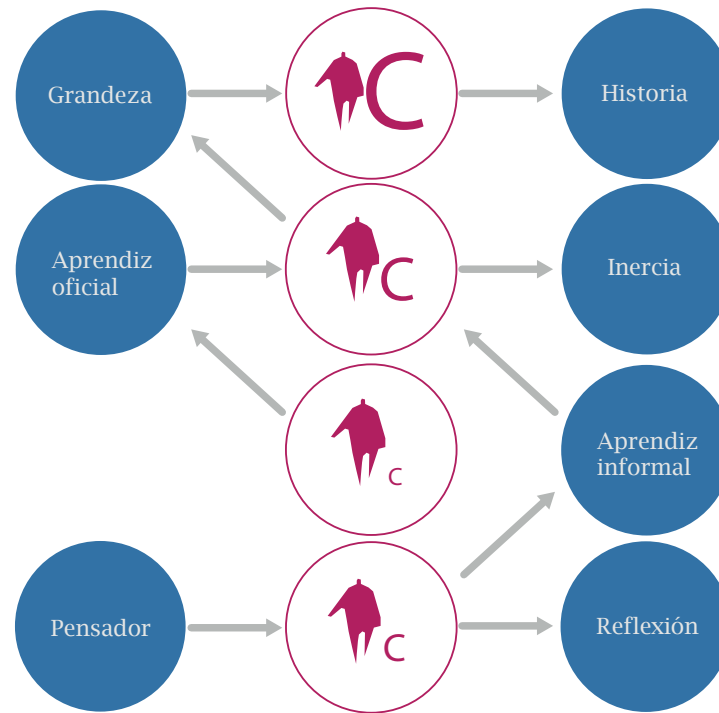 Grandeza
C
Historia
Aprendiz
oficial
C
Inercia
C
Aprendiz
informal
Pensador
C
Reflexión